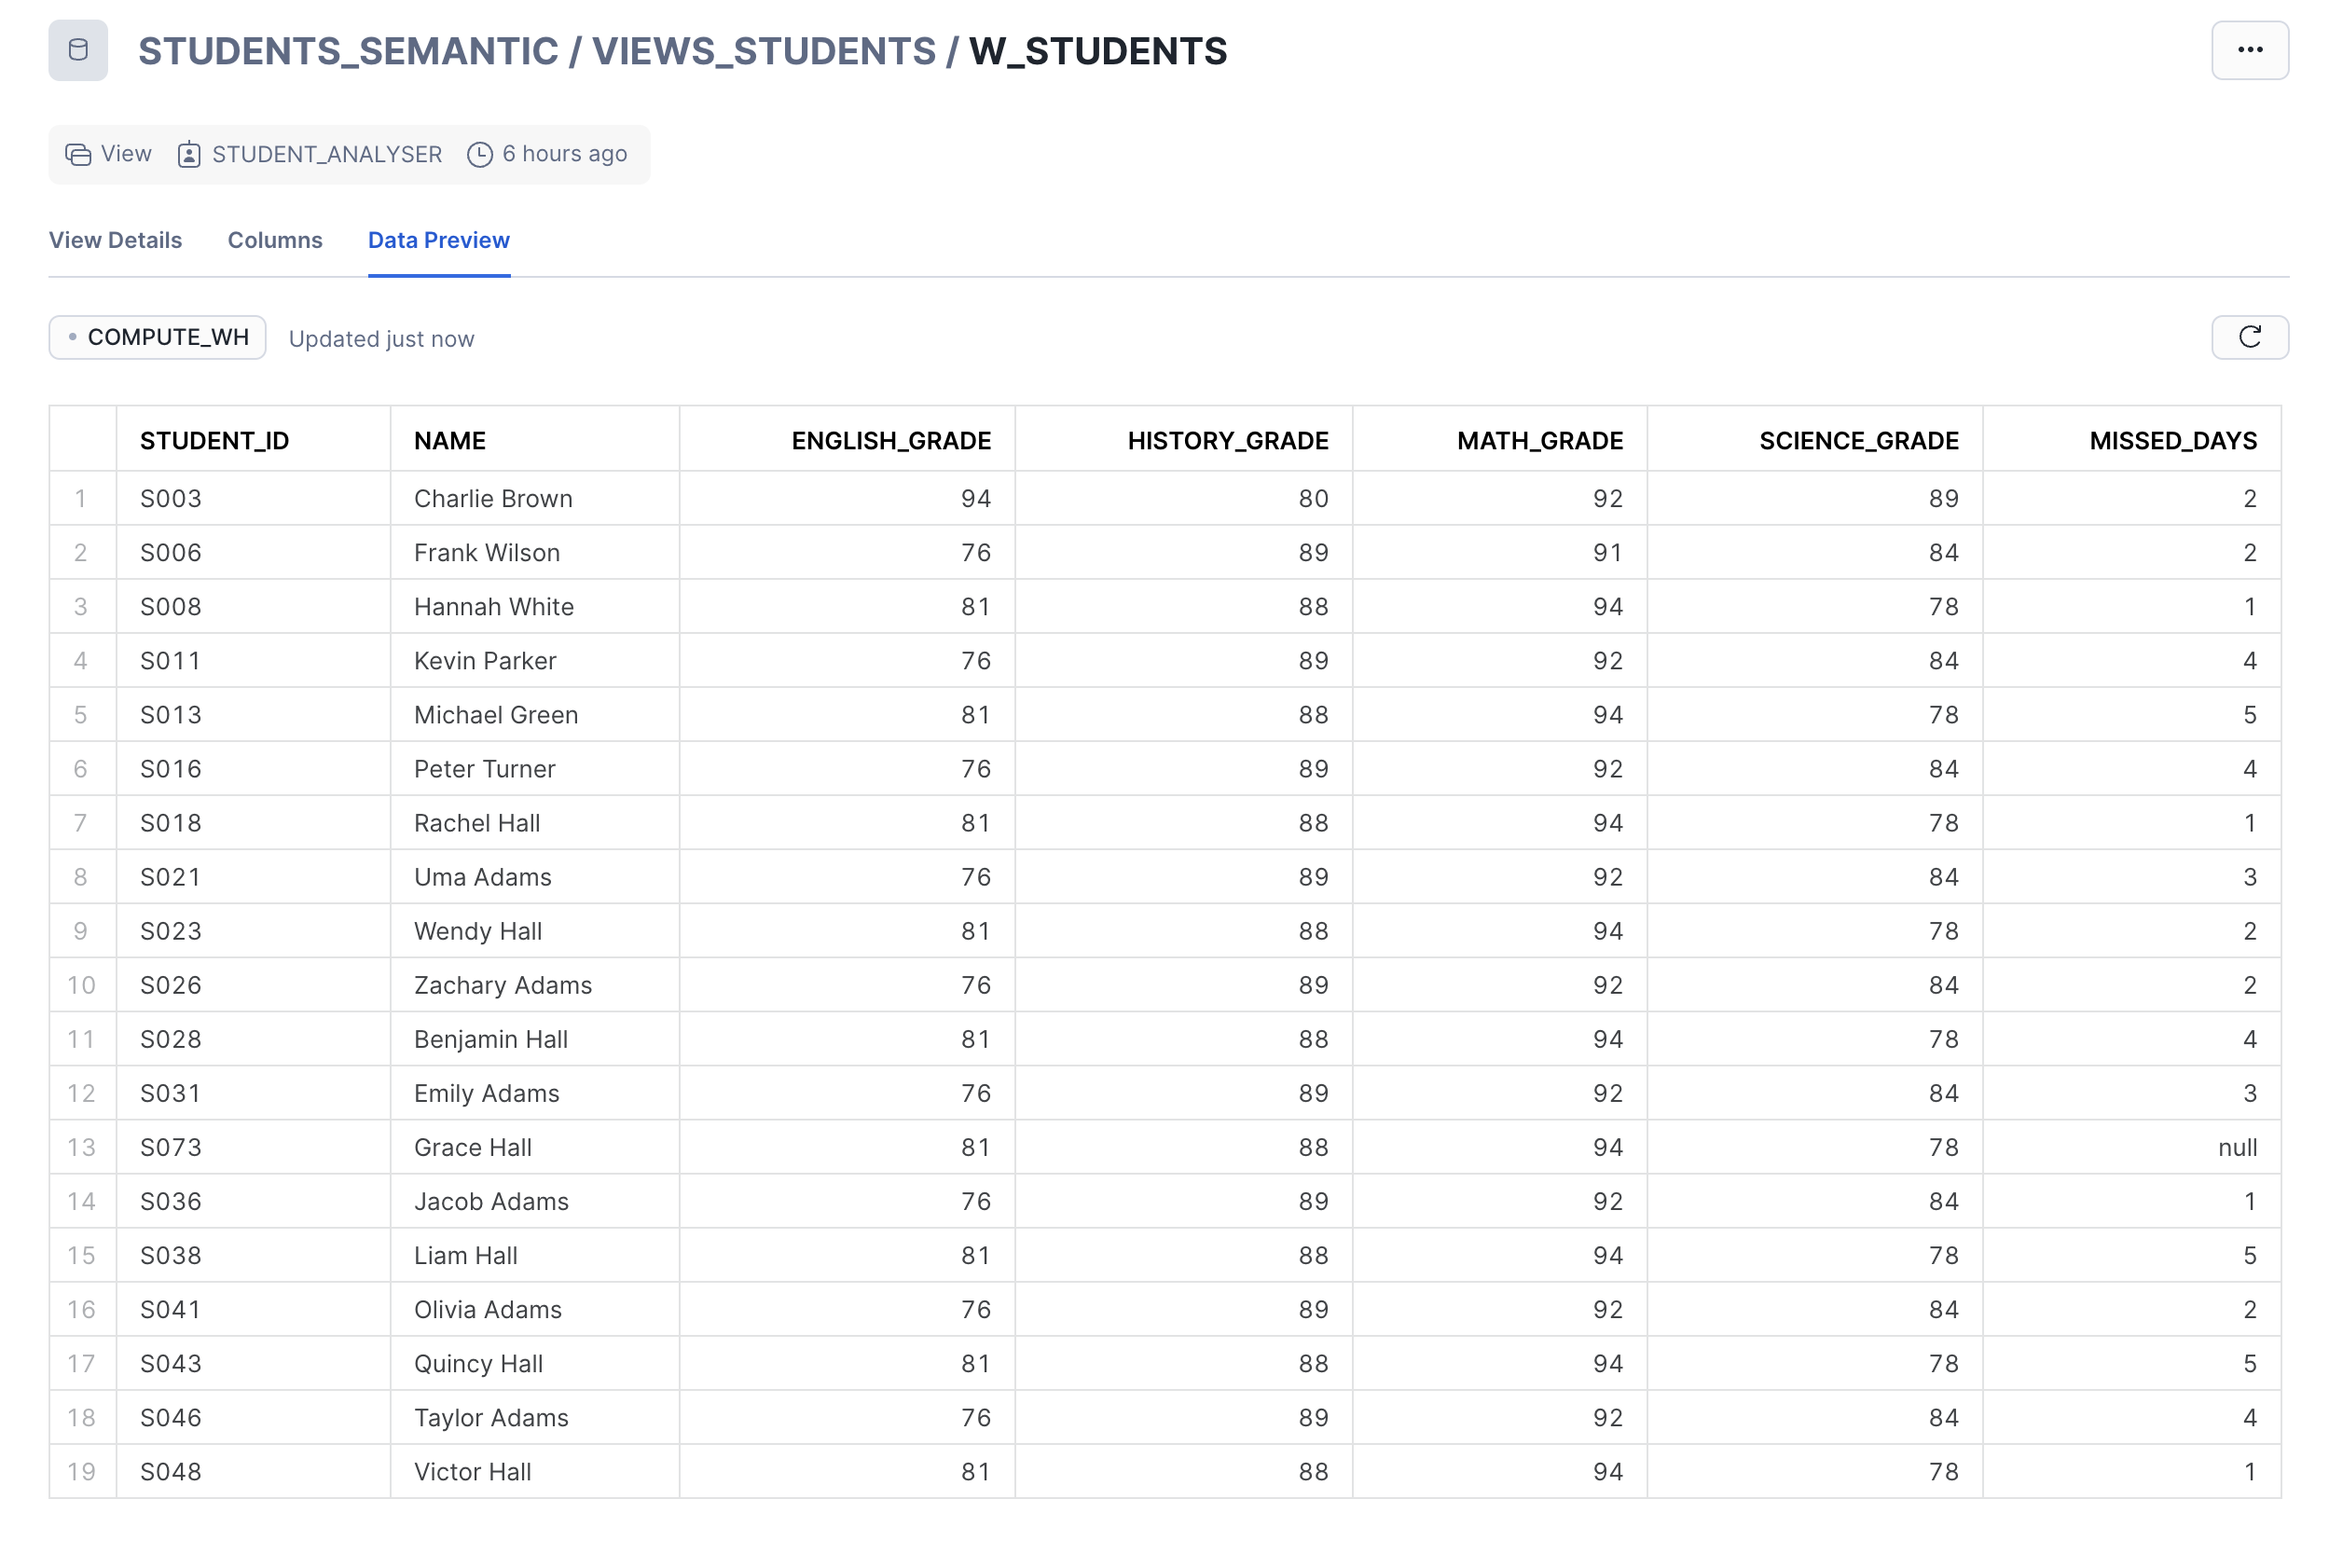 STUDENTS_SEMANTIC / VIEWS_STUDENTS / W_STUDENTS
View STUDENT_ANALYSER 6 hours ago
View Details Columns Data Preview
COMPUTE_WH Updated just now
STUDENT_ID NAME ENGLISH_GRADE HISTORY_GRADE MATH_GRADE SCIENCE_GRADE MISSED_DAYS
1 S003 Charlie Brown 94 80 92 89 2
2 S006 Frank Wilson 76 89 91 84 2
3 S008 Hannah White 81 88 94 78 1
4 S011 Kevin Parker 76 89 92 84 4
5 S013 Michael Green 81 88 94 78 5
6 S016 Peter Turner 76 89 92 84 4
7 S018 Rachel Hall 81 88 94 78 1
8 S021 Uma Adams 76 89 92 84 3
9 S023 Wendy Hall 81 88 94 78 2
10 S026 Zachary Adams 76 89 92 84 2
11 S028 Benjamin Hall 81 88 94 78 4
12 S031 Emily Adams 76 89 92 84 3
13 S073 Grace Hall 81 88 94 78 null
14 S036 Jacob Adams 76 89 92 84 1
15 S038 Liam Hall 81 88 94 78 5
16 S041 Olivia Adams 76 89 92 84 2
17 S043 Quincy Hall 81 88 94 78 5
18 S046 Taylor Adams 76 89 92 84 4
19 S048 Victor Hall 81 88 94 78 1